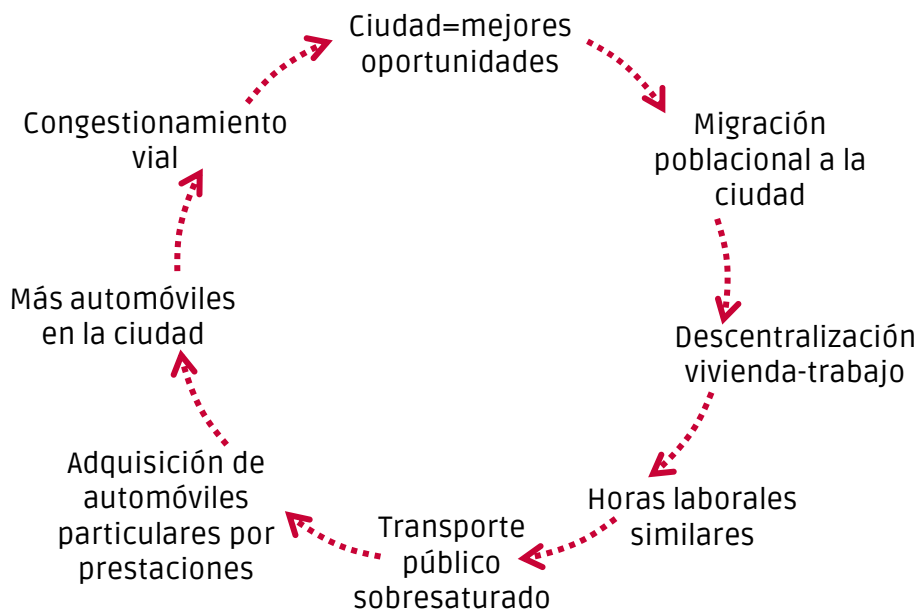 Ciudad=mejores
oportunidades
Migración
poblacional a la
ciudad
Descentralización
vivienda-trabajo
Horas laborales
similares
Transporte
público
sobresaturado
Adquisición de
automóviles
particulares por
prestaciones
Más automóviles
en la ciudad
Congestionamiento
vial